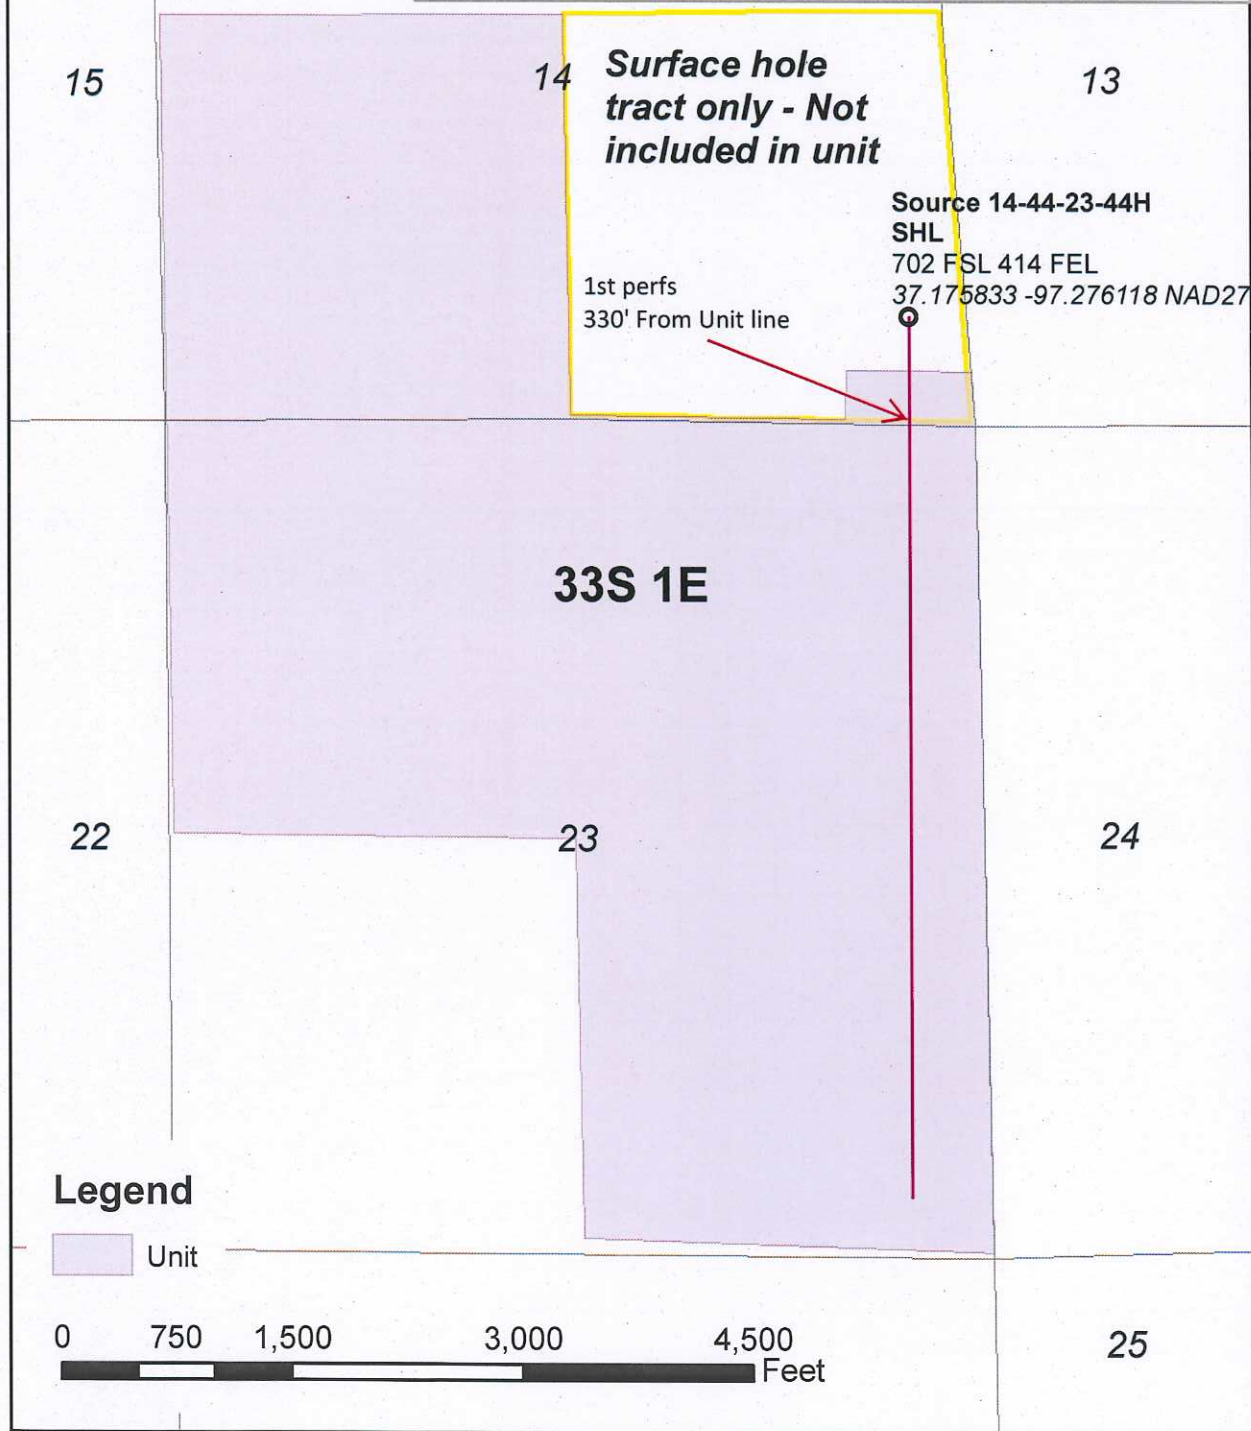 15
14
Surface hole
tract only - Not
included in unit
13
Source 14-44-23-44H
SHL
702 FSL 414 FEL
37.175833 -97.276118 NAD27
1st perfs
330' From Unit line
33S 1E
22
23
24
Legend
Unit
0 750 1,500 3,000 4,500
Feet
25